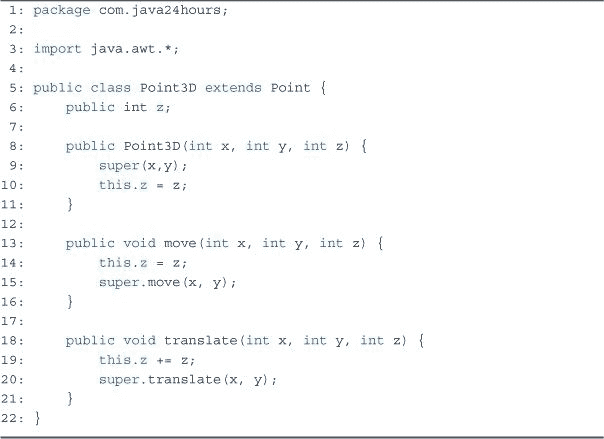 1: package com.java24hours;
2:
3: import java.awt.*;
4:
5: public class Point3D extends Point {
6:     public int z;
7:
8:     public Point3D(int x, int y, int z) {
9:         super(x,y);
10:         this.z = z;
11:     }
12:
13:     public void move(int x, int y, int z) {
14:         this.z = z;
15:         super.move(x, y);
16:     }
17:
18:     public void translate(int x, int y, int z) {
19:         this.z += z;
20:         super.translate(x, y);
21:     }
22: }